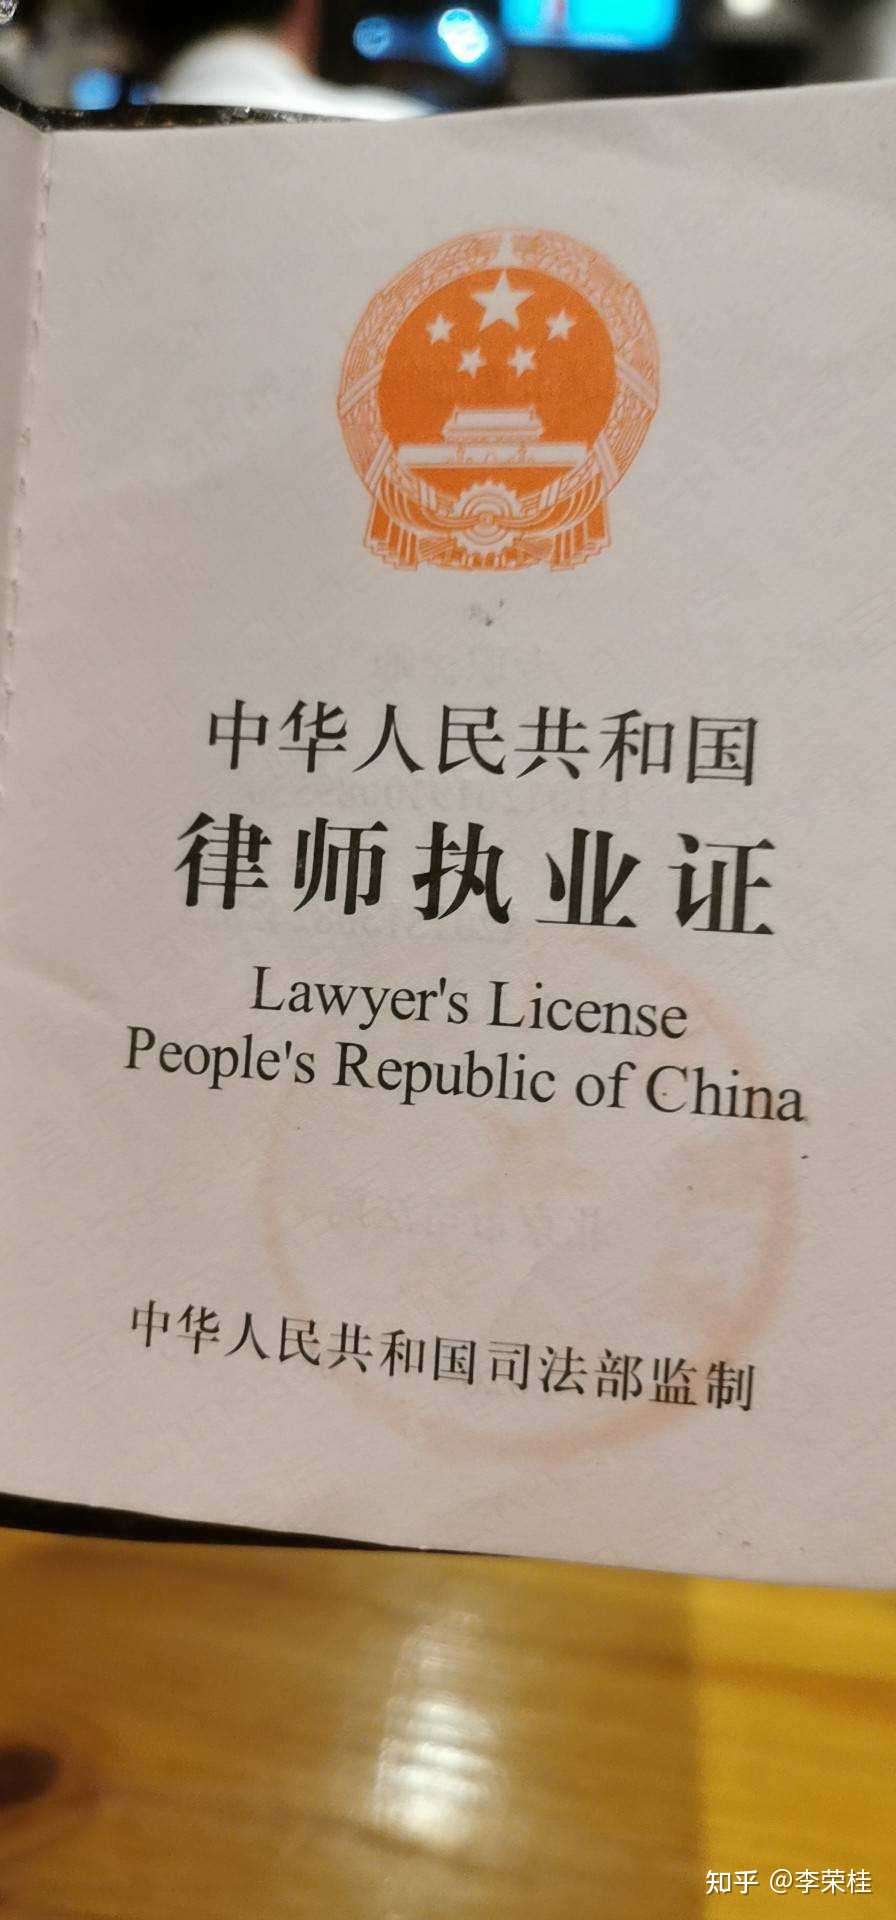 中华人民共和国
律师执业证
Lawyer's License
People's Republic of China
中华人民共和国司法部监制
知乎 @李荣桂